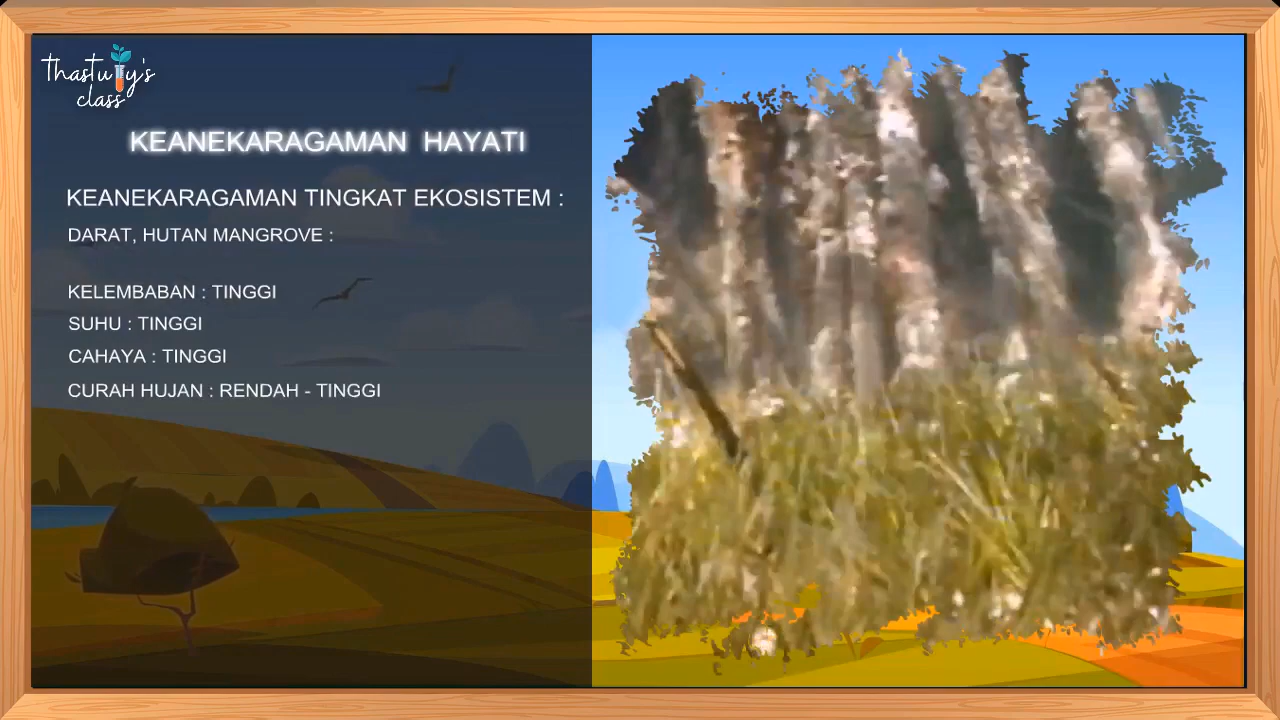 thastudy's
class
KEANEKARAGAMAN HAYATI
KEANEKARAGAMAN TINGKAT EKOSISTEM :
DARAT, HUTAN MANGROVE :
KELEMBABAN : TINGGI
SUHU : TINGGI
CAHAYA : TINGGI
CURAH HUJAN : RENDAH - TINGGI